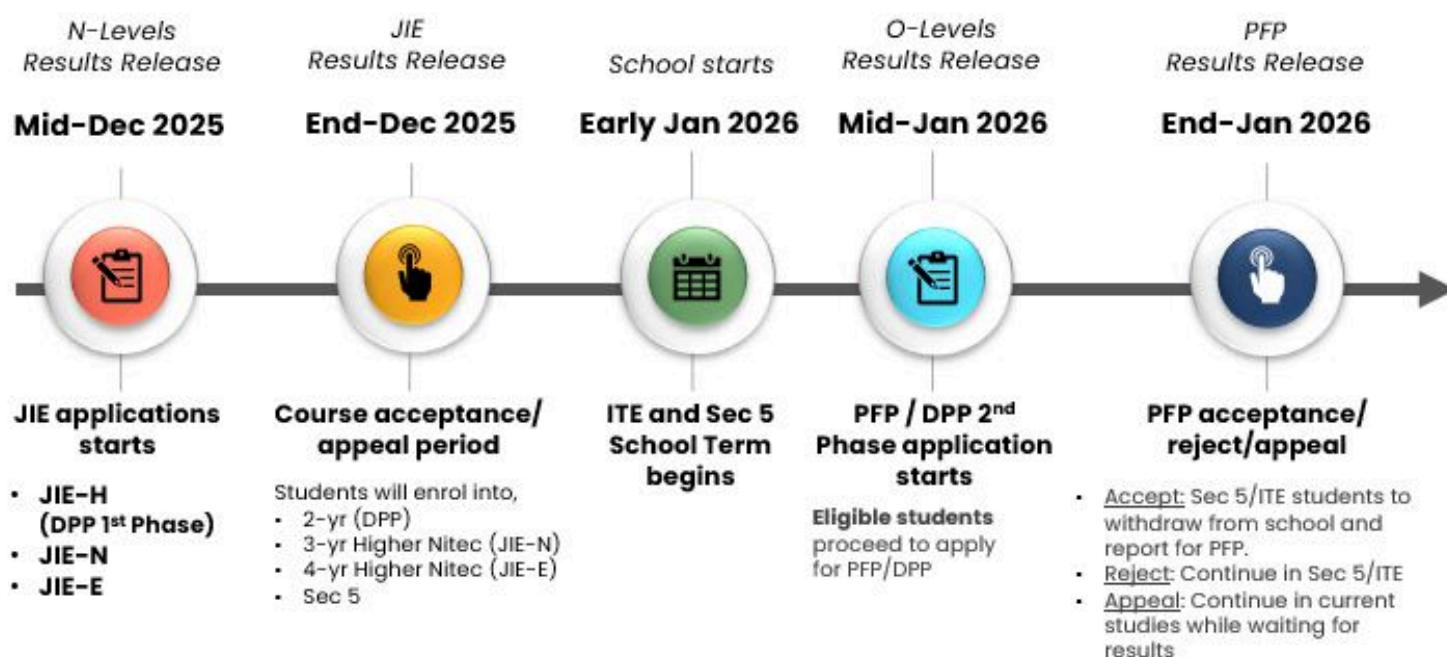 N-Levels
Results Release
Mid-Dec 2025
JIE applications
starts
• JIE-H
(DPP 1st Phase)
• JIE-N
• JIE-E
JIE
Results Release
End-Dec 2025
Course acceptance/
appeal period
Students will enrol into,
• 2-yr (DPP)
• 3-yr Higher Nitec (JIE-N)
• 4-yr Higher Nitec (JIE-E)
• Sec 5
School starts
Early Jan 2026
ITE and Sec 5
School Term
begins
O-Levels
Results Release
Mid-Jan 2026
PFP / DPP 2nd
Phase application
starts
Eligible students
proceed to apply
for PFP/DPP
PFP
Results Release
End-Jan 2026
PFP acceptance/
reject/appeal
• Accept: Sec 5/ITE students to
withdraw from school and
report for PFP.
• Reject: Continue in Sec 5/ITE
• Appeal: Continue in current
studies while waiting for
results